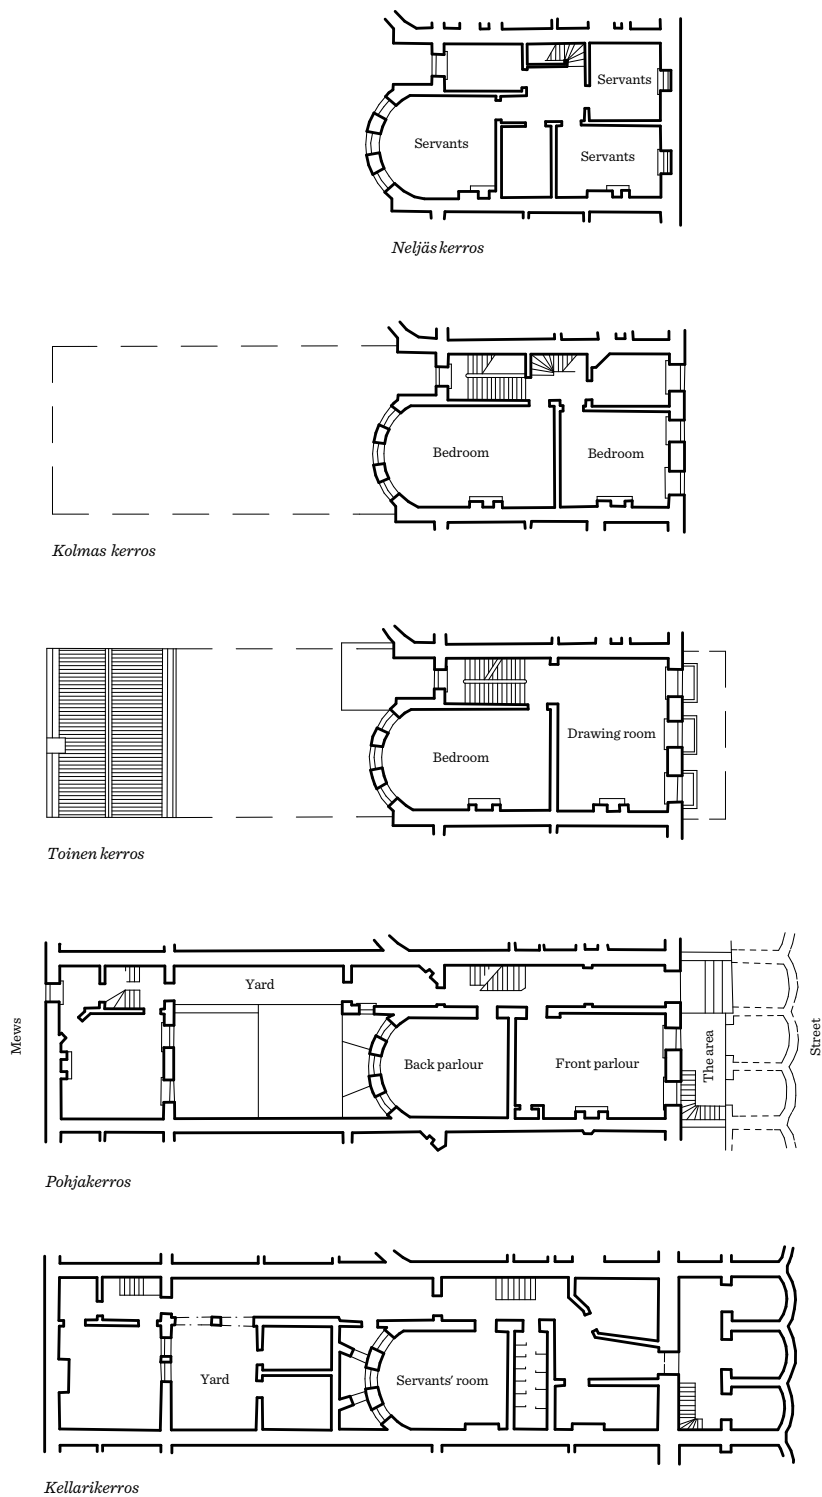 Servants
Servants
Servants
Neljäs kerros
Bedroom
Bedroom
Kolmas kerros
Drawing room
Bedroom
Toinen kerros
Yard
Mews
Back parlour
Front parlour
The area
Street
Pohjakerros
Yard
Servants' room
Kellarikerros